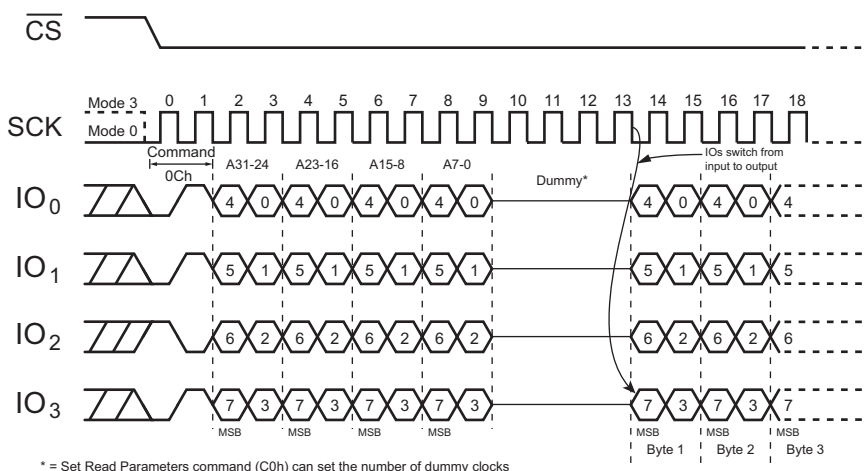 CS
Mode 3 0 1 2 3 4 5 6 7 8 9 10 11 12 13 14 15 16 17 18
SCK
Mode 0
Command A31-24 A23-16 A15-8 A7-0 IOs switch from
0Ch Dummy* input to output
IO0 4 0 4 0 4 0 4 0 4 0 4 0 4
IO1 5 1 5 1 5 1 5 1 5 1 5 1 5
IO2 6 2 6 2 6 2 6 2 6 2 6 2 6
IO3 7 3 7 3 7 3 7 3 7 3 7 3 7
MSB MSB MSB MSB MSB MSB MSB
Byte 1 Byte 2 Byte 3
* = Set Read Parameters command (C0h) can set the number of dummy clocks